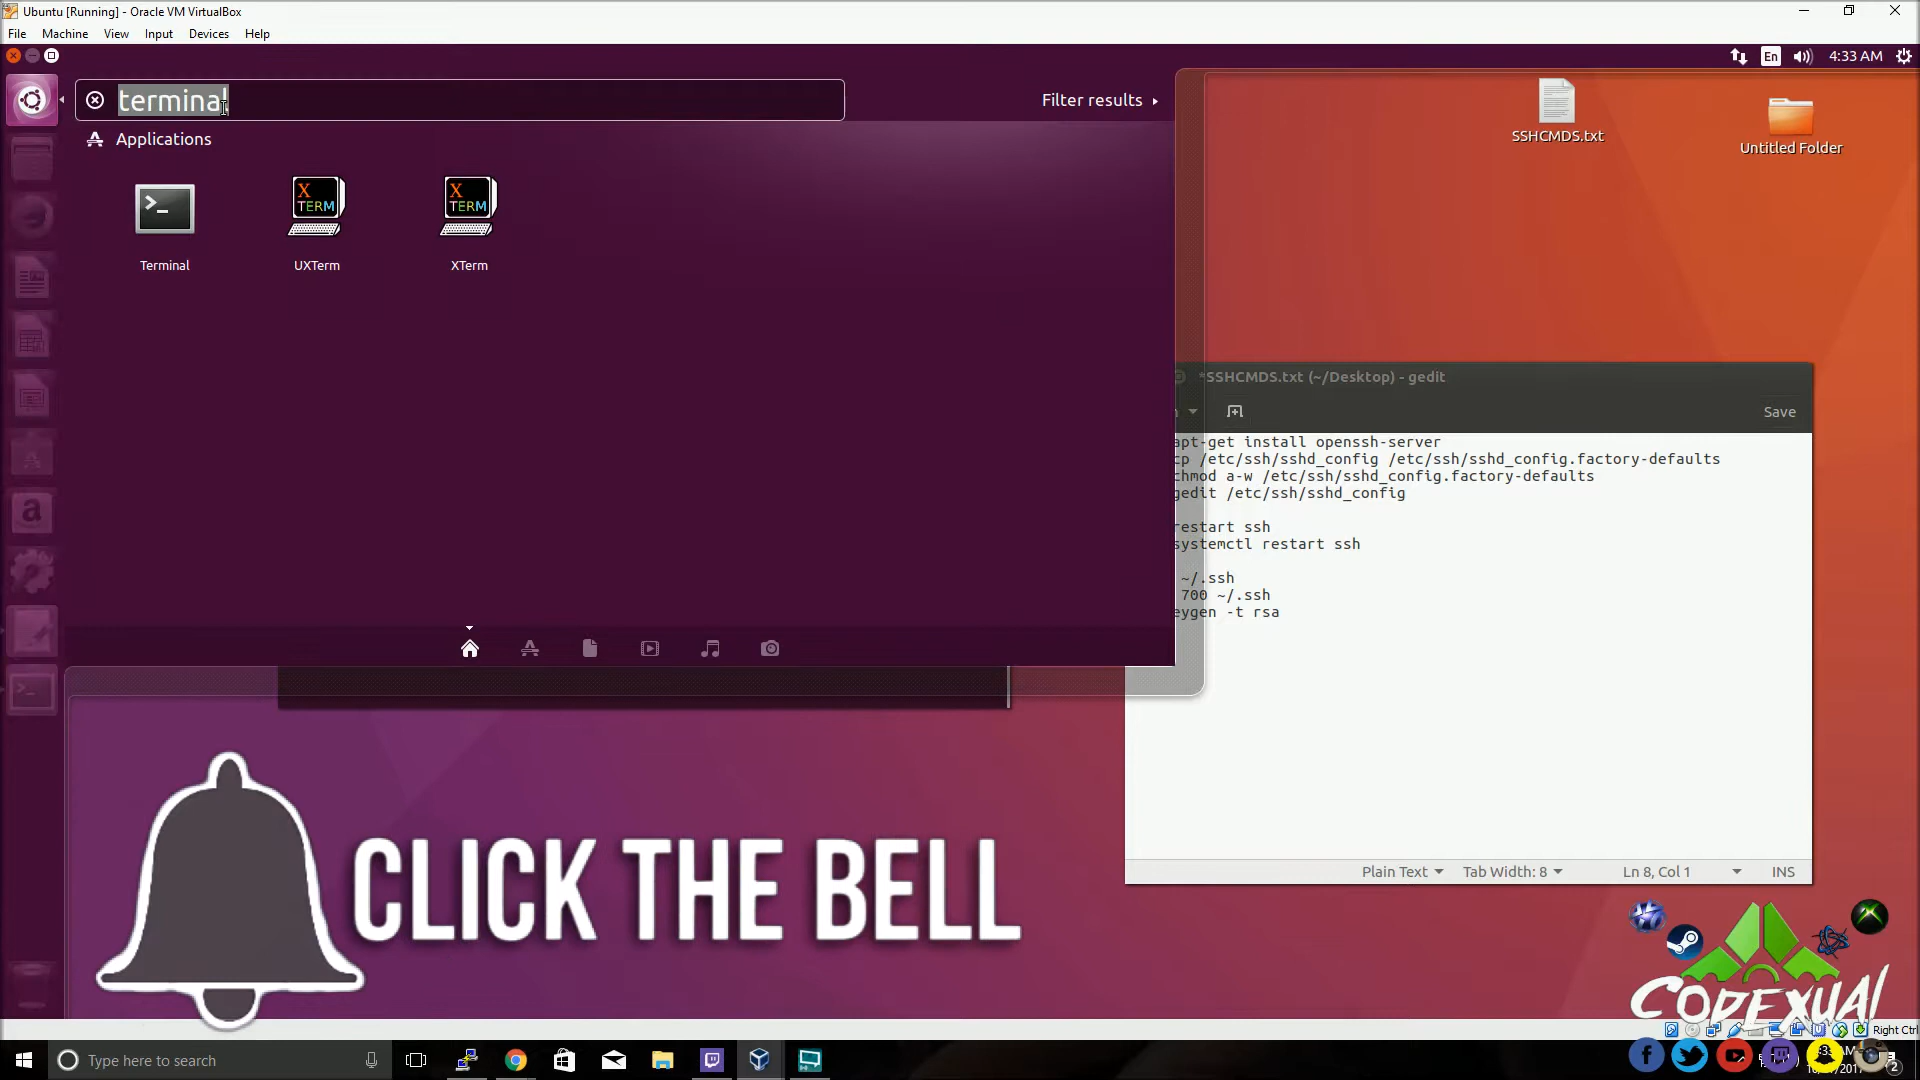 Ubuntu [Running] - Oracle VM VirtualBox
File Machine View Input Devices Help
En 4:33 AM
terminal
Filter results
Applications
Terminal
UXTerm
XTerm
X
TERM
X
TERM
SSHCMDS.txt
Untitled Folder
*SSHCMDS.txt (~/Desktop) - gedit
Save
apt-get install openssh-server
cp /etc/ssh/sshd_config /etc/ssh/sshd_config.factory-defaults
chmod a-w /etc/ssh/sshd_config.factory-defaults
gedit /etc/ssh/sshd_config
restart ssh
systemctl restart ssh
~/.ssh
700 ~/.ssh
eygen -t rsa
Plain Text Tab Width: 8 Ln 8, Col 1 INS
CLICK THE BELL
CODEXUAL
Right Ctrl
Type here to search